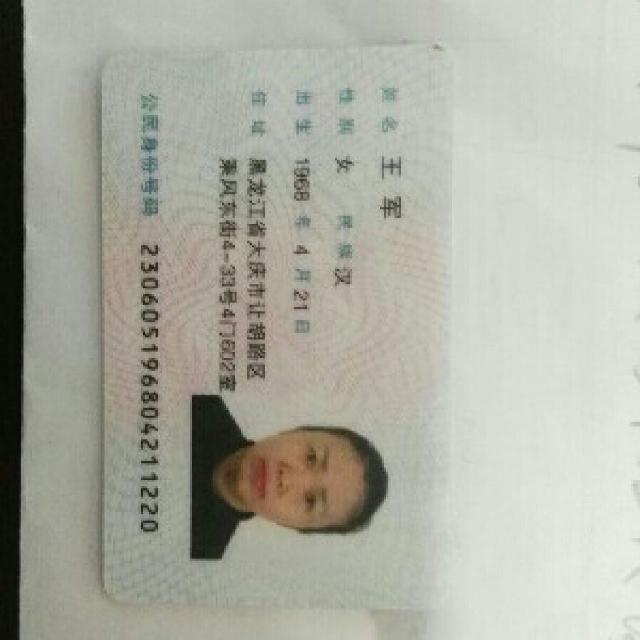 姓名 王军
性别 女 民族 汉
出生 1968 年 4 月 21 日
住址 黑龙江省大庆市让胡路区
乘风东街4-33号4门602室
公民身份号码 230605196804211220